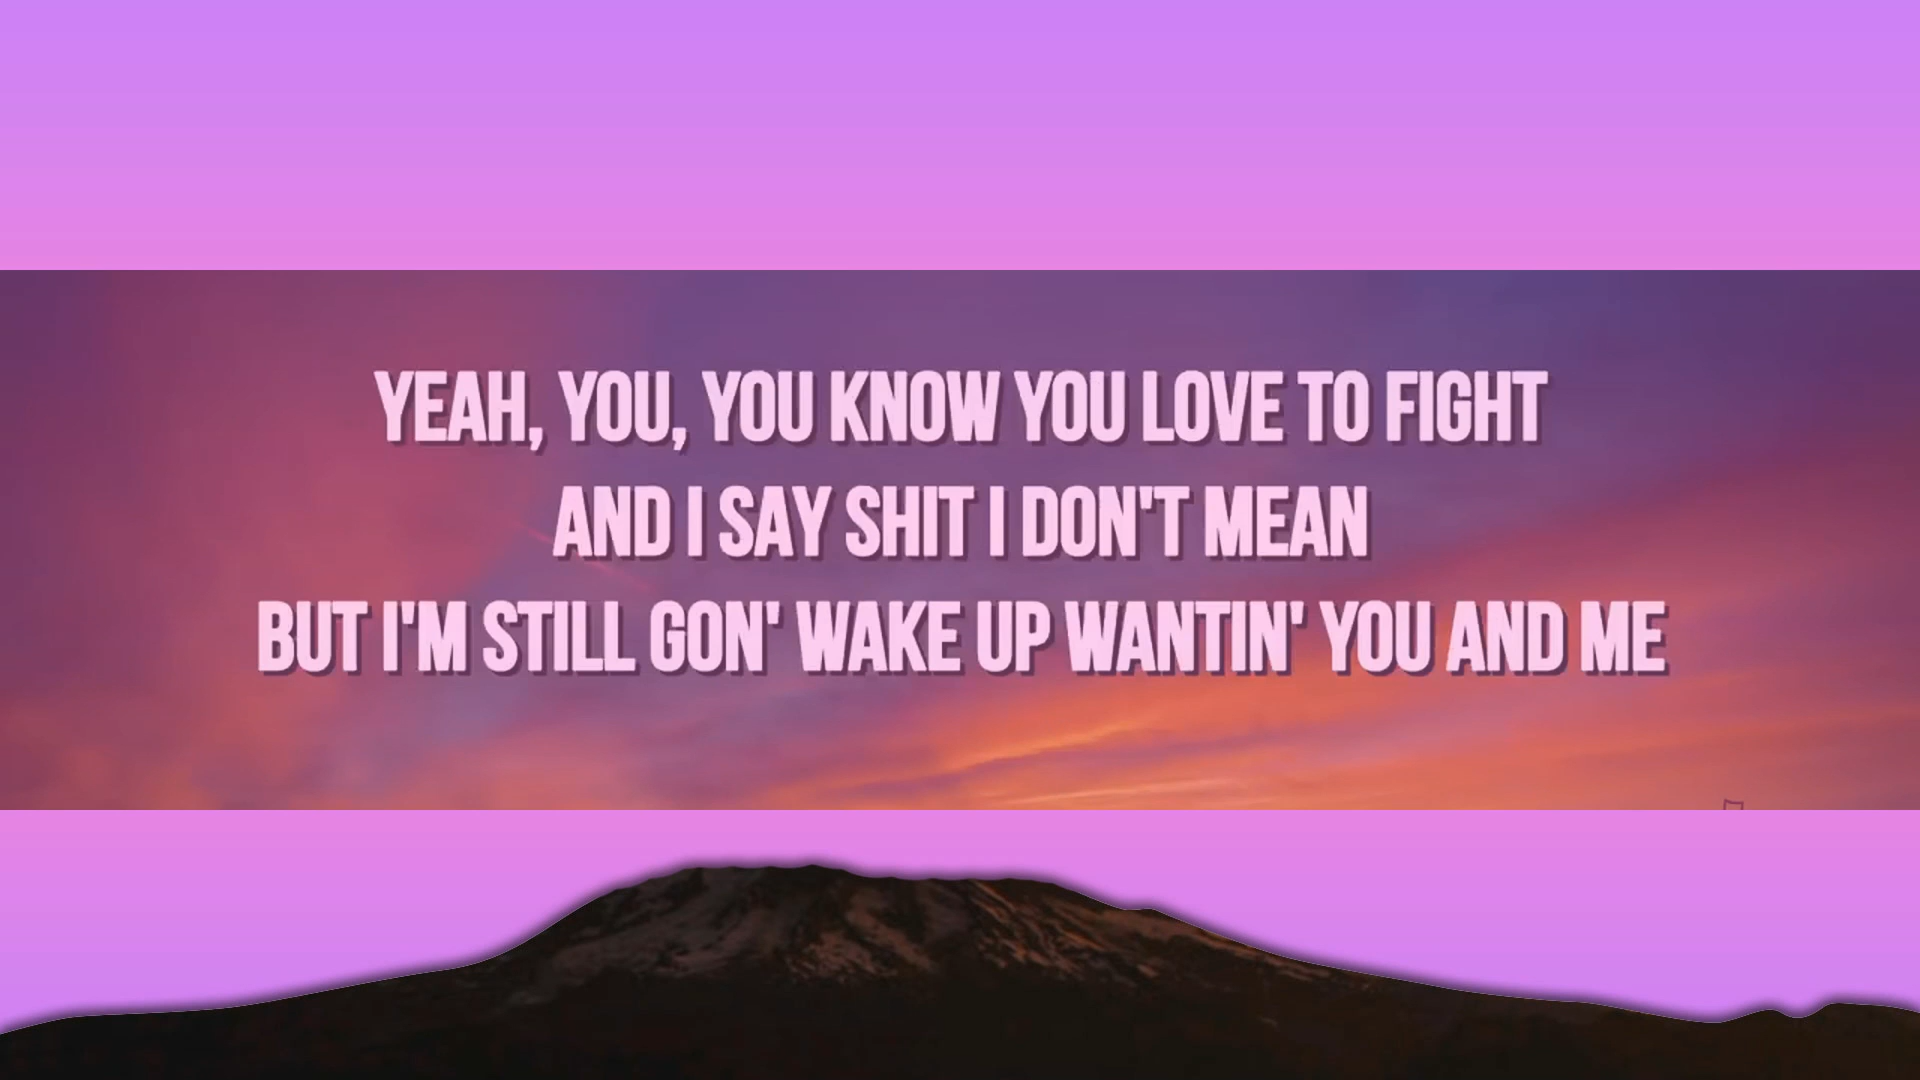 YEAH, YOU, YOU KNOW YOU LOVE TO FIGHT
AND I SAY SHIT I DON'T MEAN
BUT I'M STILL GON' WAKE UP WANTIN' YOU AND ME